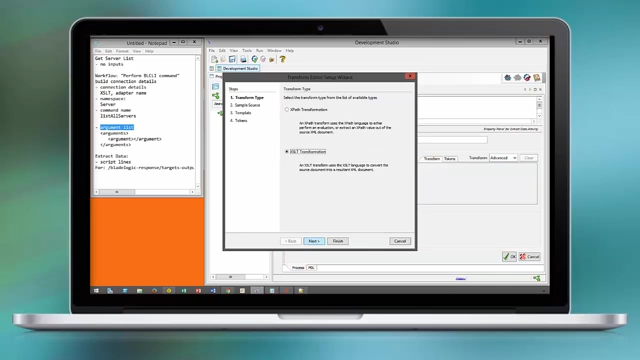 Untitled - Notepad
File Edit Format View Help
Get Server List
- no inputs
Workflow: "Perform BLCLI command"
build connection details
- connection details
XSLT, adapter name
- namespace:
Server
- command name
listAllServers
- argument list
<arguments>
<argument></argument>
</arguments>
Extract Data:
- script lines
For: /bladelogic-response/targets-outpu
Development Studio
File Edit View Tools Run Window Help
Development Studio
Transform Editor Setup Wizard
Steps
1. Transform Type
2. Sample Source
3. Template
4. Tokens
Transform Type
Select the transform type from the list of available types.
XPath Transformation
An XPath transform uses the XPath language to either
perform an evaluation, or extract an XPath value out of the
source XML document.
XSLT Transformation
An XSLT transform uses the XSLT language to convert the
source document into a resultant XML document.
< Back
Next >
Finish
Cancel
Transition
Tokens
Transform:
Advanced
Clear
OK
Cancel
Process
PDL